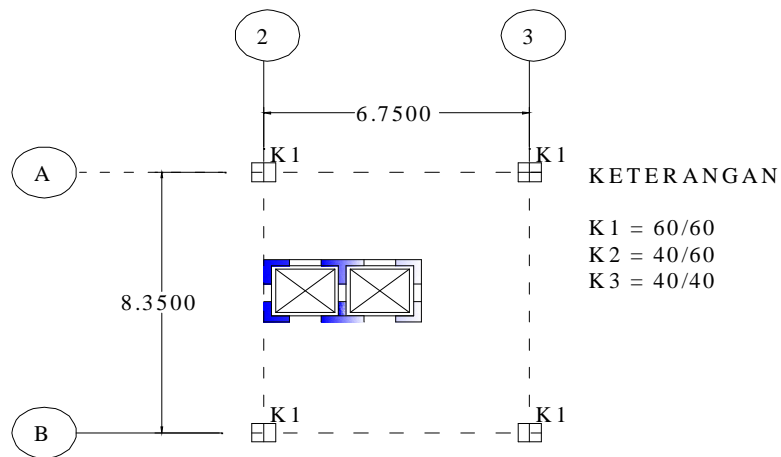 2
3
6.7500
K1
K1
A
KETERANGAN
K1 = 60/60
K2 = 40/60
K3 = 40/40
8.3500
K1
K1
B